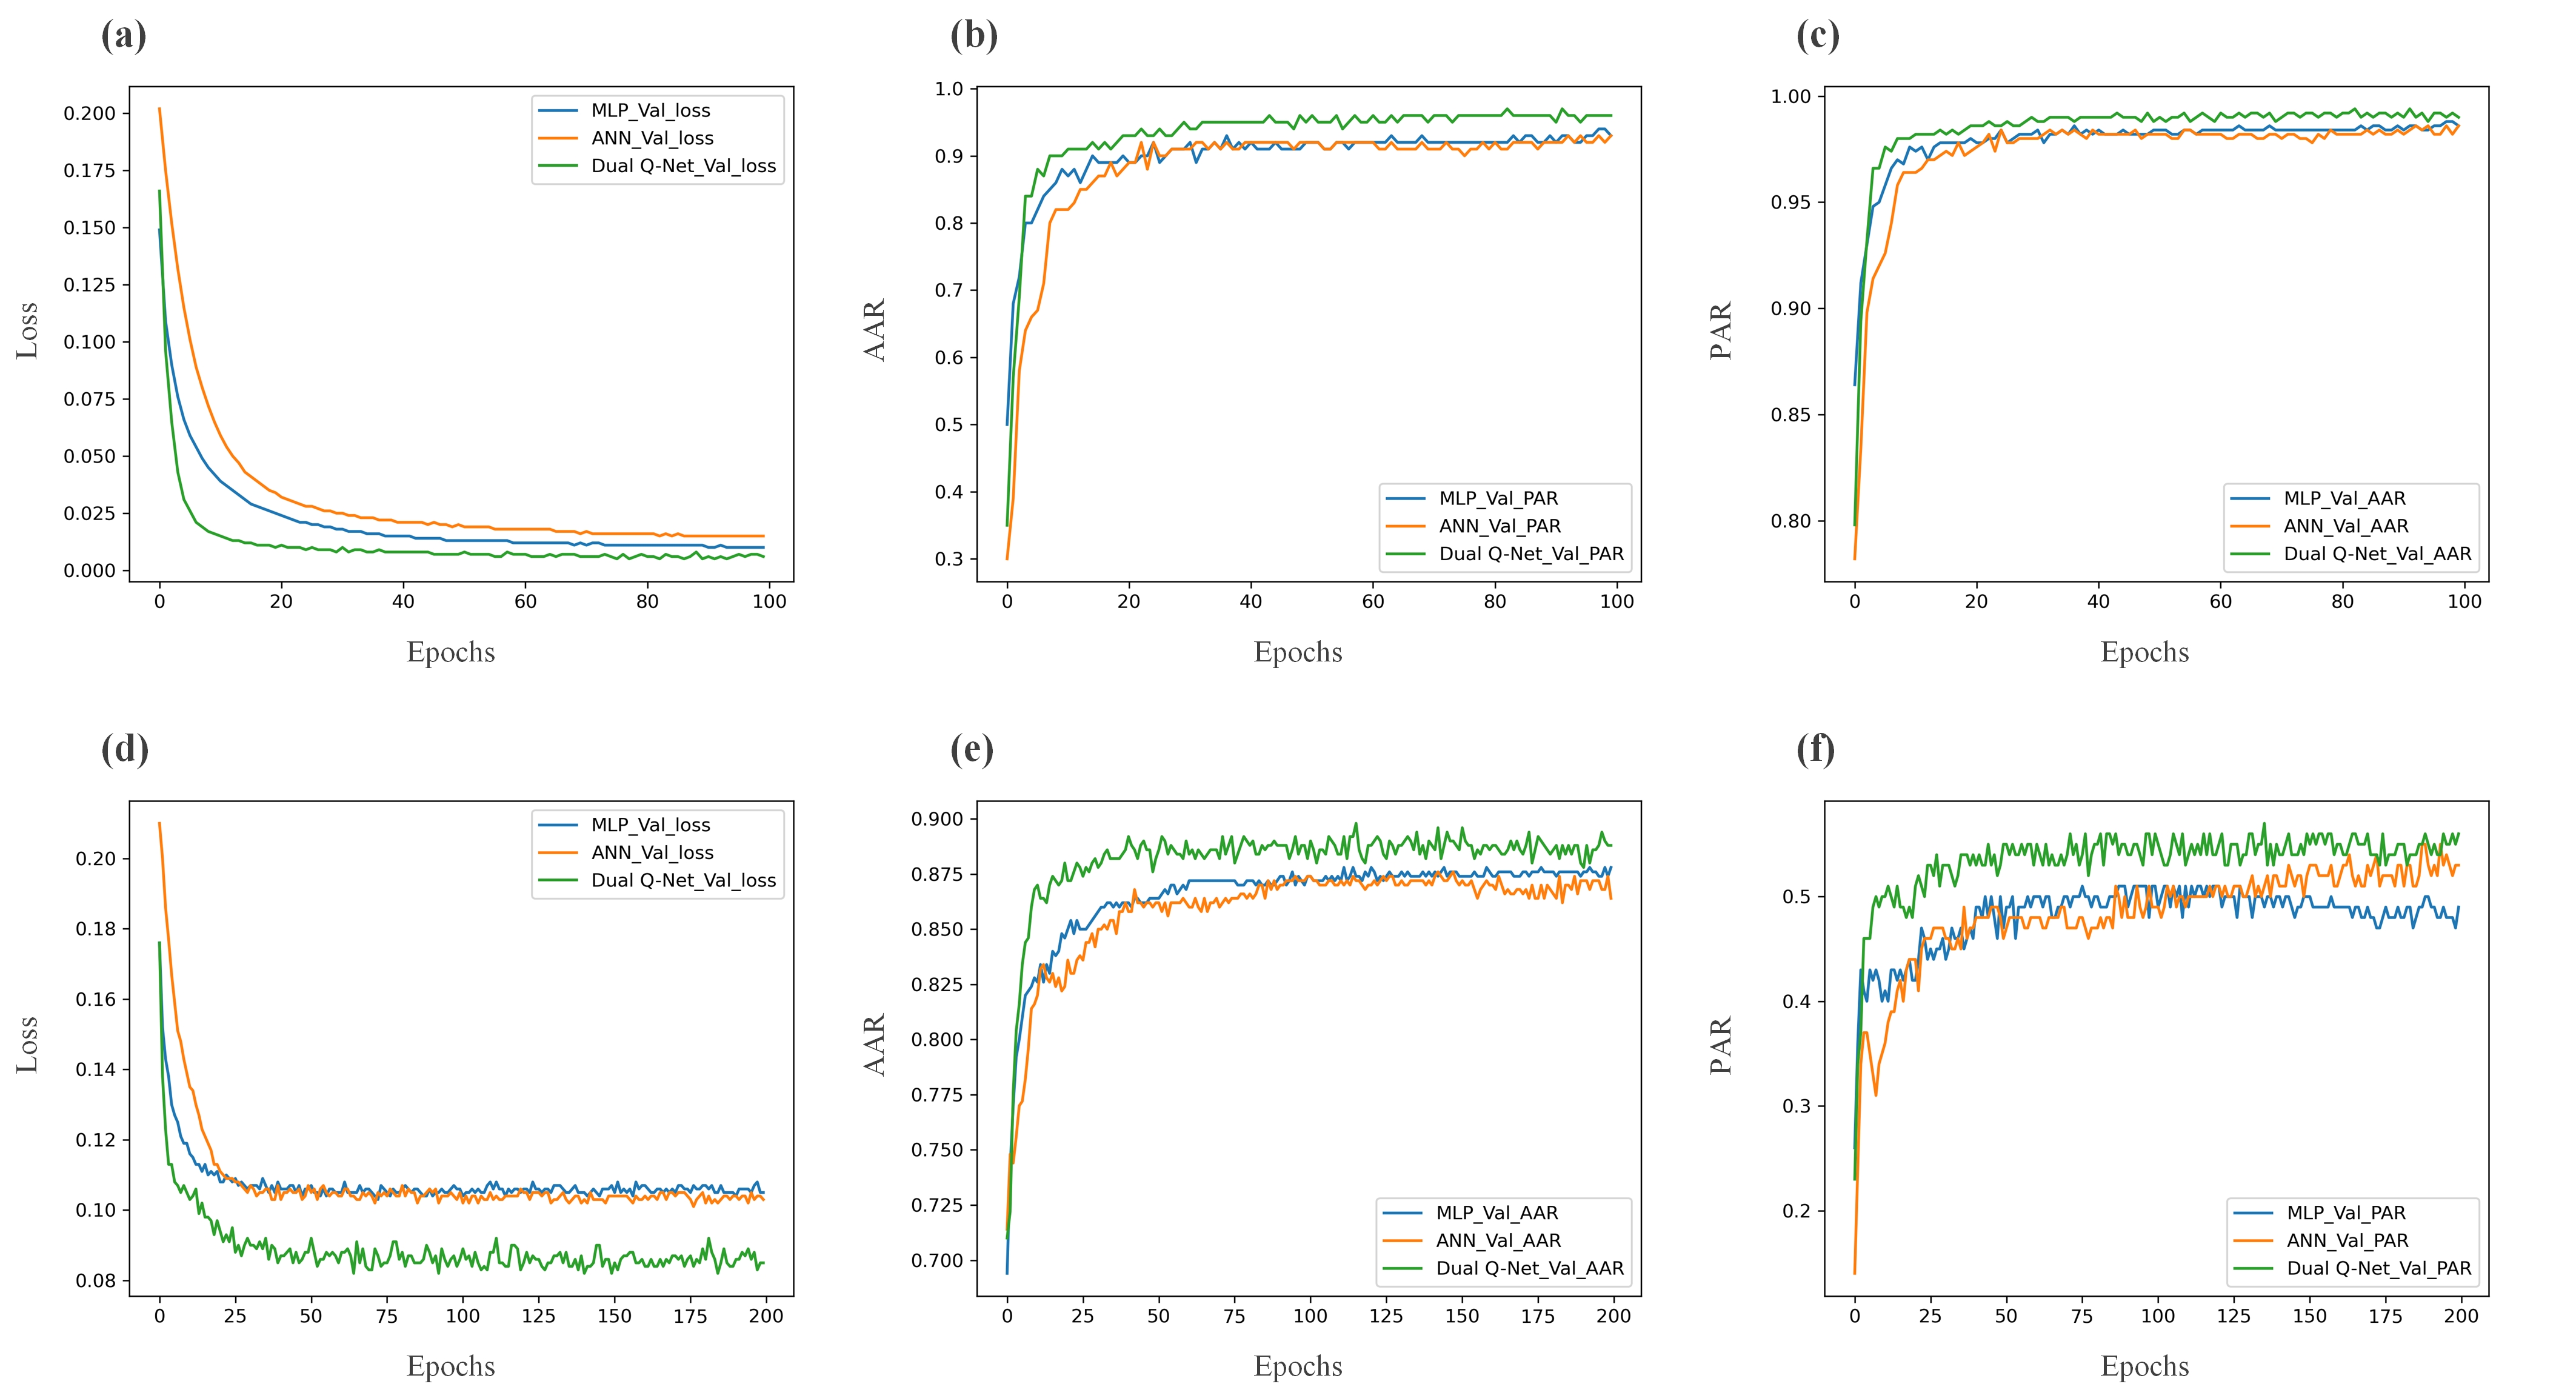 (a)
0.200
0.175
0.150
0.125
0.100
0.075
0.050
0.025
0.000
Loss
MLP_Val_loss
ANN_Val_loss
Dual Q-Net_Val_loss
0 20 40 60 80 100
Epochs
(b)
1.0
0.9
0.8
0.7
0.6
0.5
0.4
0.3
AAR
MLP_Val_PAR
ANN_Val_PAR
Dual Q-Net_Val_PAR
0 20 40 60 80 100
Epochs
(c)
1.00
0.95
0.90
0.85
0.80
PAR
MLP_Val_AAR
ANN_Val_AAR
Dual Q-Net_Val_AAR
0 20 40 60 80 100
Epochs
(d)
0.20
0.18
0.16
0.14
0.12
0.10
0.08
Loss
MLP_Val_loss
ANN_Val_loss
Dual Q-Net_Val_loss
0 25 50 75 100 125 150 175 200
Epochs
(e)
0.900
0.875
0.850
0.825
0.800
0.775
0.750
0.725
0.700
AAR
MLP_Val_AAR
ANN_Val_AAR
Dual Q-Net_Val_AAR
0 25 50 75 100 125 150 175 200
Epochs
(f)
0.5
0.4
0.3
0.2
PAR
MLP_Val_PAR
ANN_Val_PAR
Dual Q-Net_Val_PAR
0 25 50 75 100 125 150 175 200
Epochs